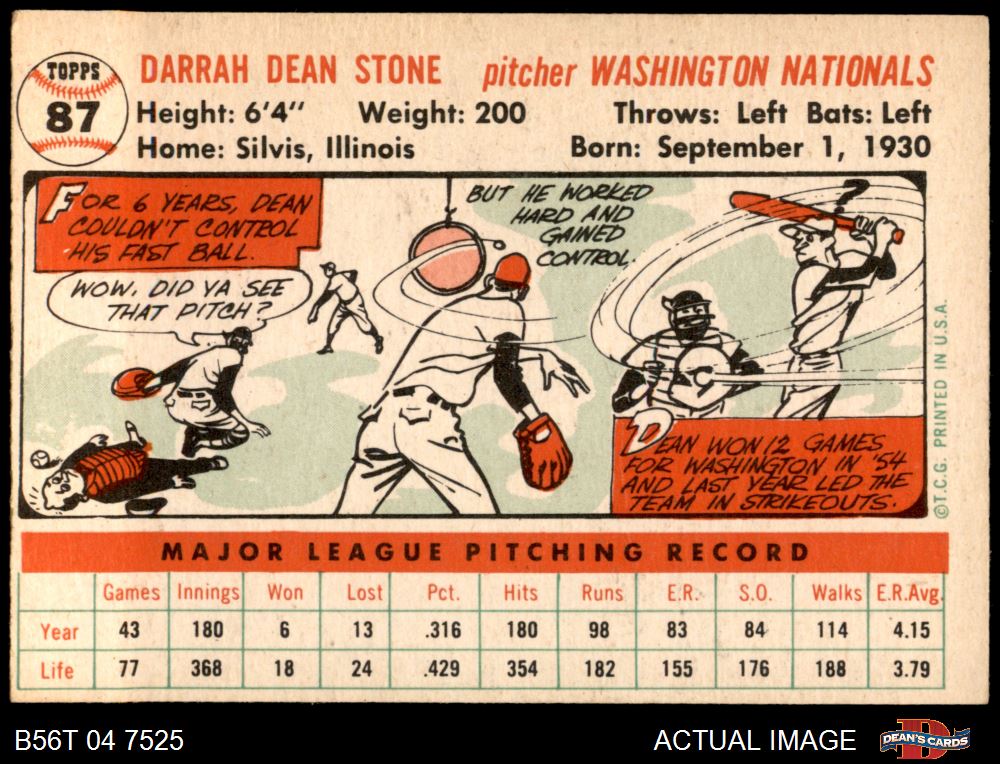 TOPPS
87
DARRAH DEAN STONE pitcher WASHINGTON NATIONALS
Height: 6'4" Weight: 200 Throws: Left Bats: Left
Home: Silvis, Illinois Born: September 1, 1930
FOR 6 YEARS, DEAN
COULDN'T CONTROL
HIS FAST BALL.
WOW, DID YA SEE
THAT PITCH?
BUT HE WORKED
HARD AND
GAINED
CONTROL.
?
C
DEAN WON 12 GAMES
FOR WASHINGTON IN '54
AND LAST YEAR LED THE
TEAM IN STRIKEOUTS.
©T.C.G. PRINTED IN U.S.A.
MAJOR LEAGUE PITCHING RECORD
Games Innings Won Lost Pct. Hits Runs E.R. S.O. Walks E.R.Avg.
Year 43 180 6 13 .316 180 98 83 84 114 4.15
Life 77 368 18 24 .429 354 182 155 176 188 3.79
B56T 04 7525 ACTUAL IMAGE DEAN'S CARDS